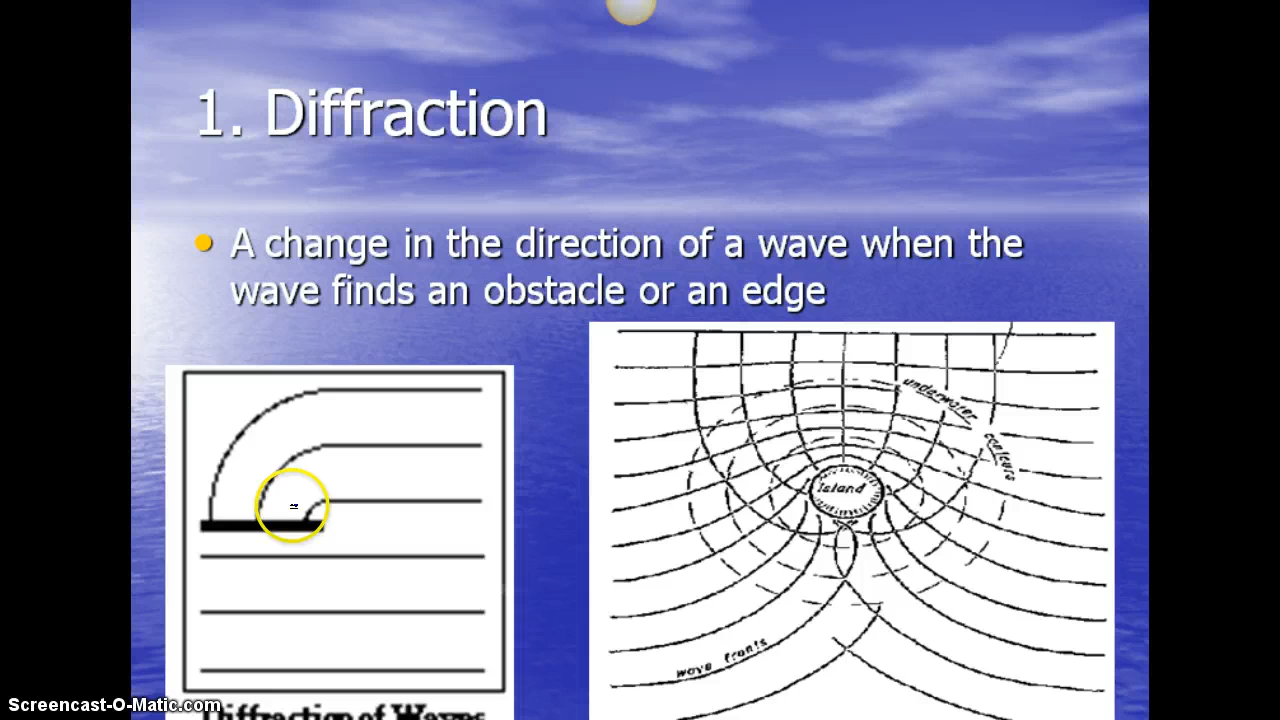 1. Diffraction
A change in the direction of a wave when the
wave finds an obstacle or an edge
underwater
contours
island
wave fronts
Diffraction of Waves
Screencast-O-Matic.com